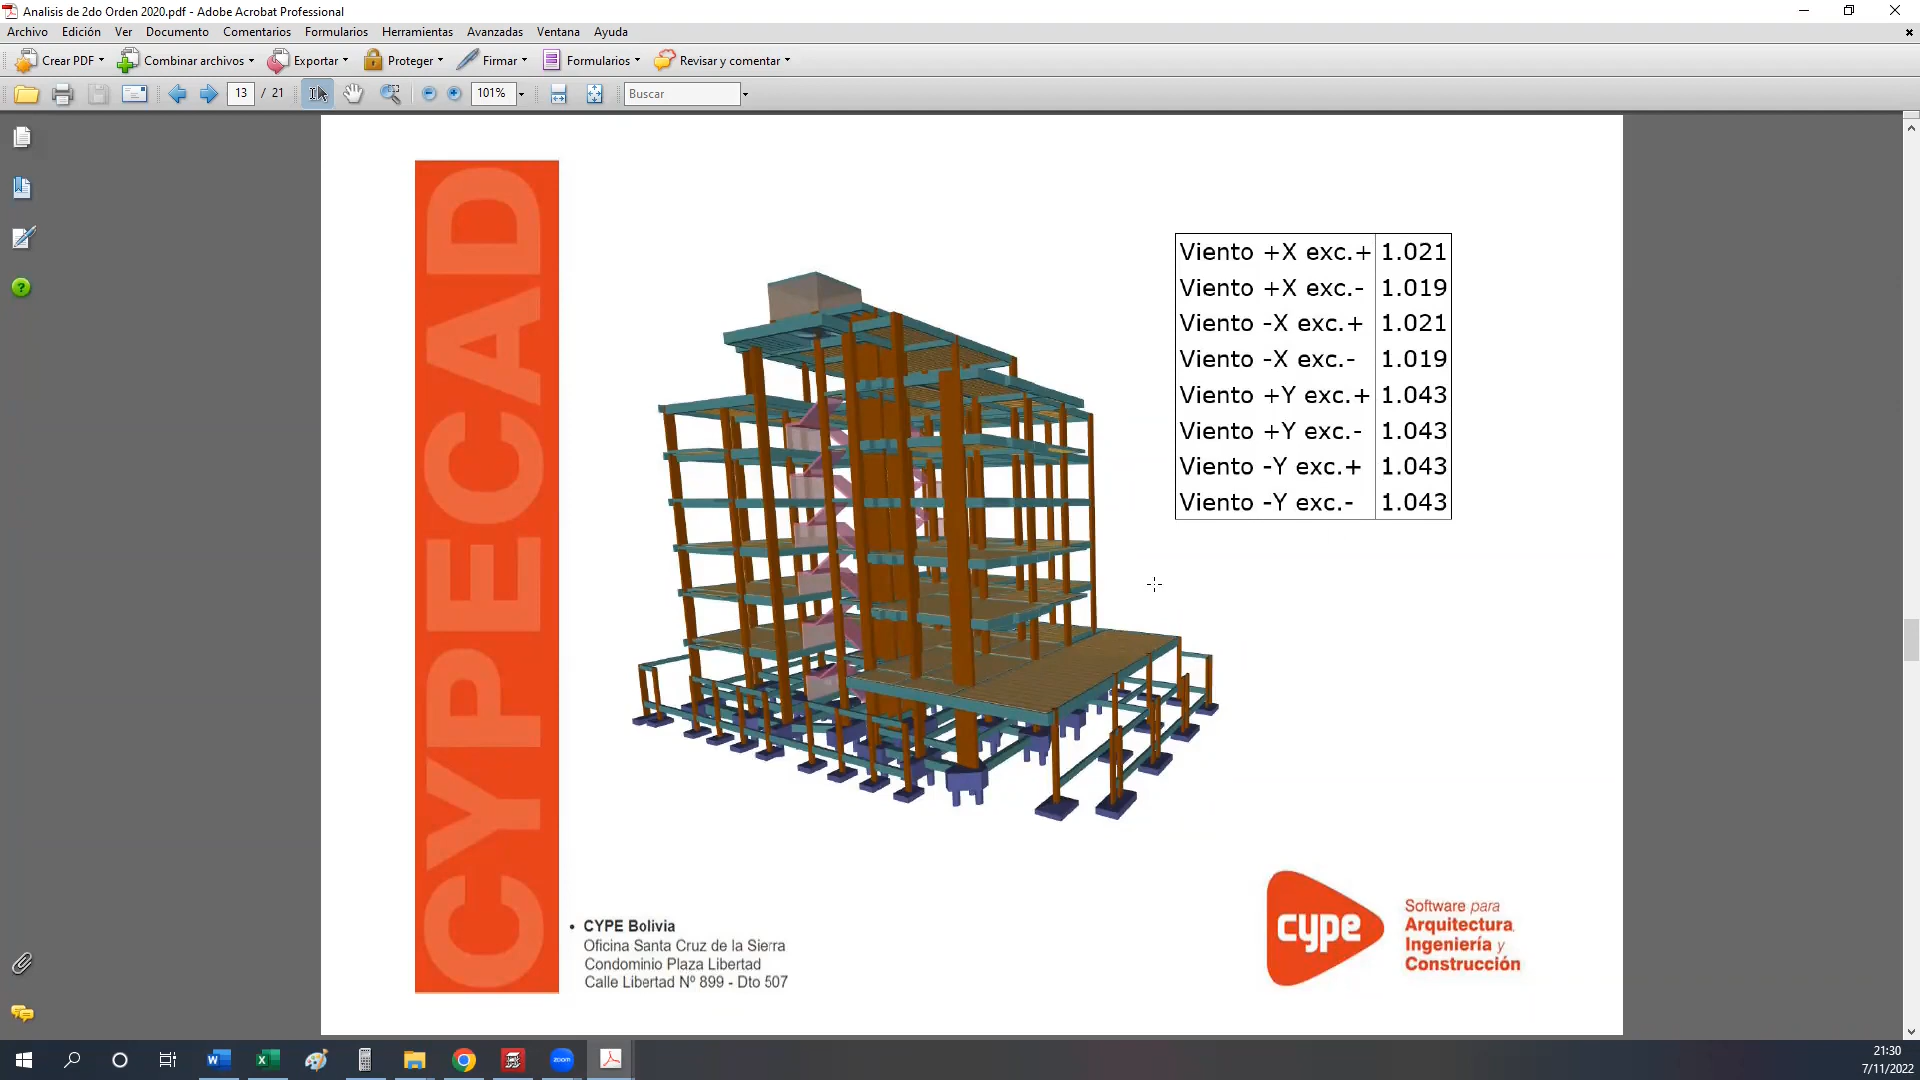 Analisis de 2do Orden 2020.pdf - Adobe Acrobat Professional
Archivo Edición Ver Documento Comentarios Formularios Herramientas Avanzadas Ventana Ayuda
Crear PDF Combinar archivos Exportar Proteger Firmar Formularios Revisar y comentar
13 / 21 101% Buscar
CYPECAD
Viento +X exc.+ 1.021
Viento +X exc.- 1.019
Viento -X exc.+ 1.021
Viento -X exc.- 1.019
Viento +Y exc.+ 1.043
Viento +Y exc.- 1.043
Viento -Y exc.+ 1.043
Viento -Y exc.- 1.043
• CYPE Bolivia
Oficina Santa Cruz de la Sierra
Condominio Plaza Libertad
Calle Libertad Nº 899 - Dto 507
cype
Software para
Arquitectura,
Ingeniería y
Construcción
zoom
21:30
7/11/2022